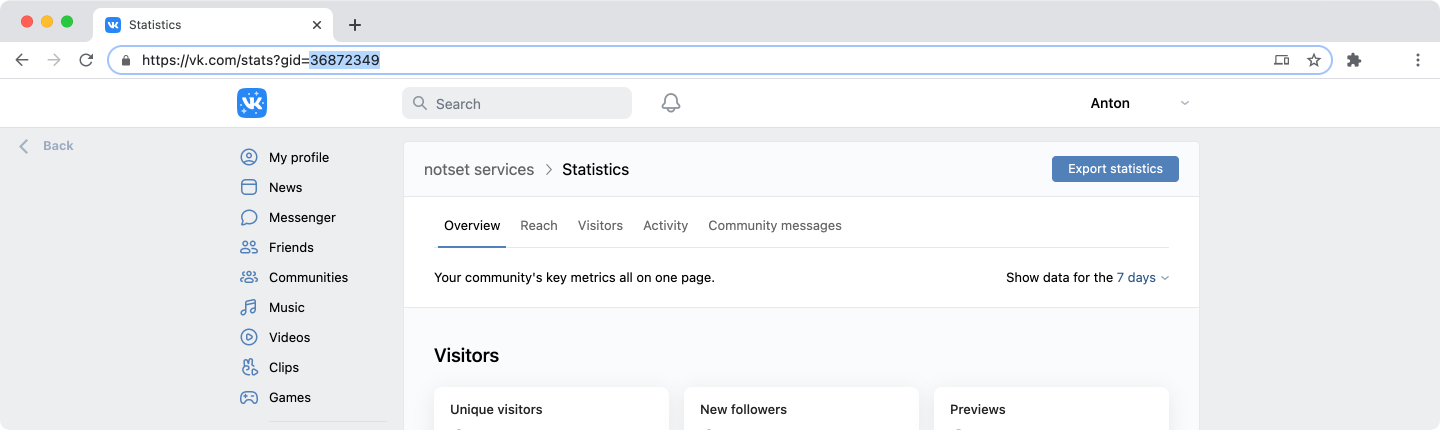 Statistics
https://vk.com/stats?gid=36872349
Search
Anton
Back
My profile
News
Messenger
Friends
Communities
Music
Videos
Clips
Games
notset services > Statistics
Export statistics
Overview Reach Visitors Activity Community messages
Your community's key metrics all on one page.
Show data for the 7 days
Visitors
Unique visitors
New followers
Previews